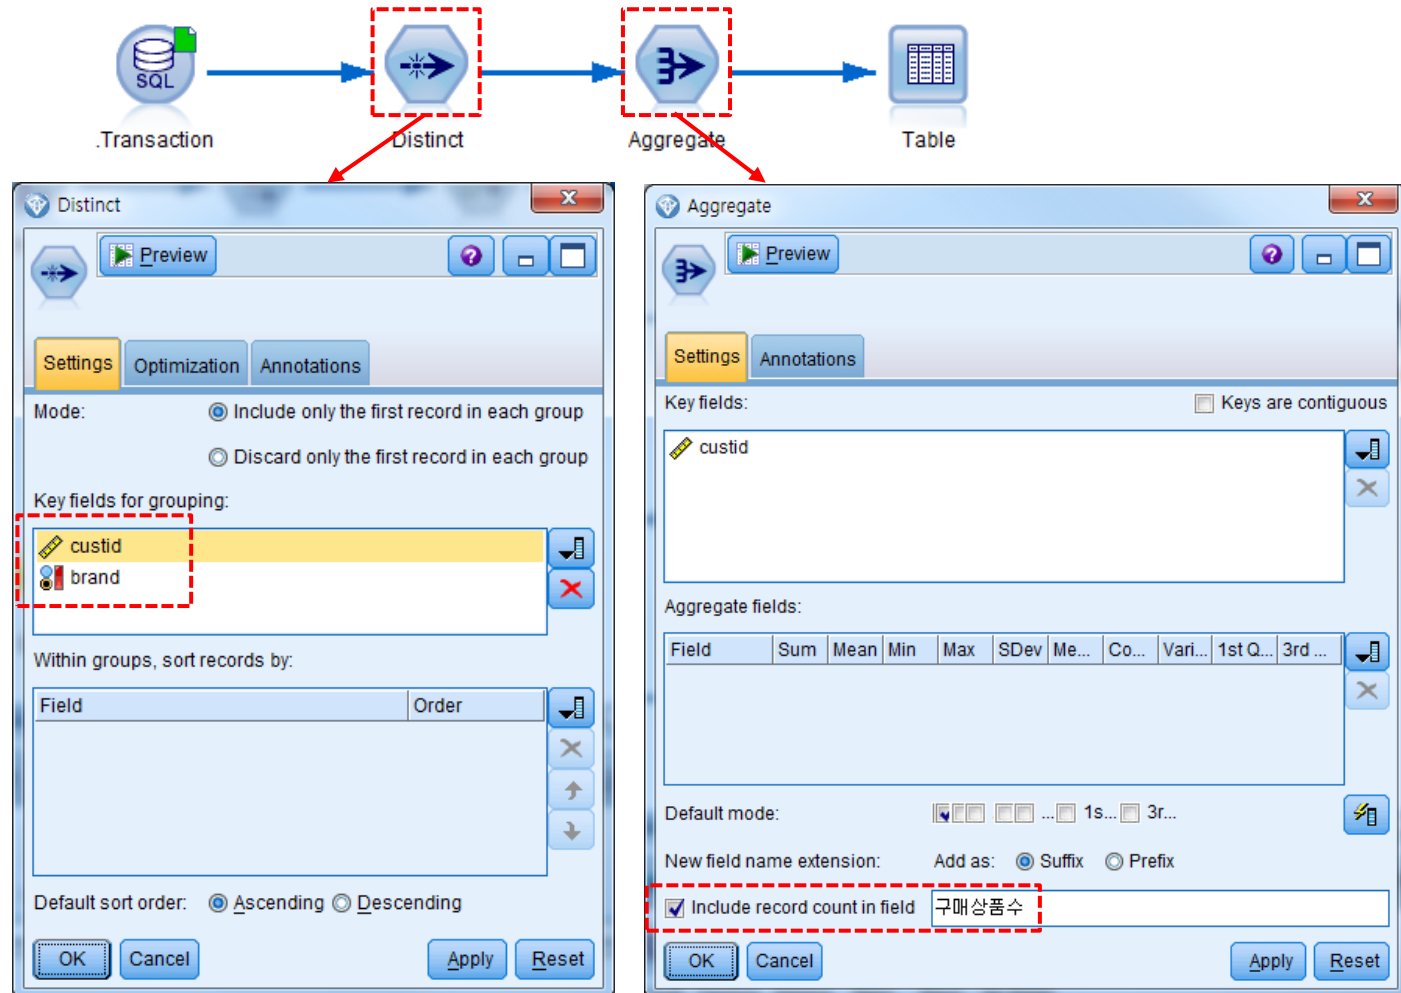 SQL
.Transaction
Distinct
Aggregate
Table
Distinct
Preview
Settings
Optimization
Annotations
Mode:
Include only the first record in each group
Discard only the first record in each group
Key fields for grouping:
custid
brand
Within groups, sort records by:
Field Order
Default sort order: Ascending Descending
OK Cancel Apply Reset
Aggregate
Preview
Settings
Annotations
Key fields: Keys are contiguous
custid
Aggregate fields:
Field Sum Mean Min Max SDev Me... Co... Vari... 1st Q... 3rd ...
Default mode: ... 1s... 3r...
New field name extension: Add as: Suffix Prefix
Include record count in field 구매상품수
OK Cancel Apply Reset